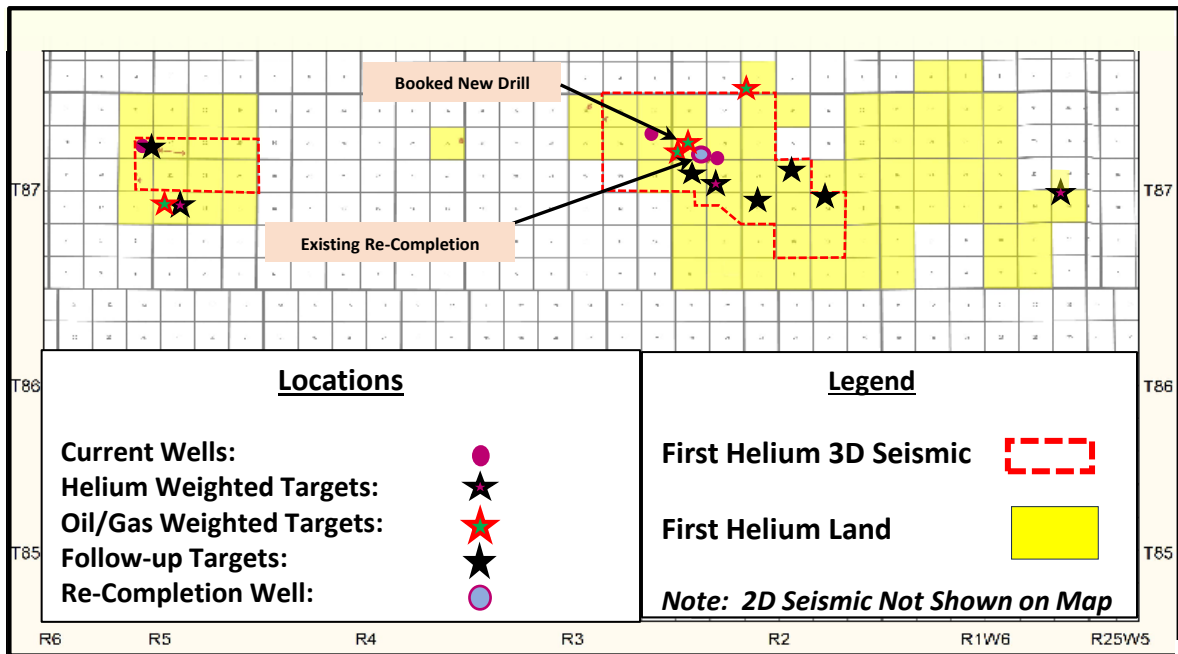 Booked New Drill
T87
T87
Existing Re-Completion
Locations
Current Wells:
Helium Weighted Targets:
Oil/Gas Weighted Targets:
Follow-up Targets:
Re-Completion Well:
Legend
First Helium 3D Seismic
First Helium Land
Note: 2D Seismic Not Shown on Map
T86
T86
T85
T85
R6 R5 R4 R3 R2 R1W6 R25W5